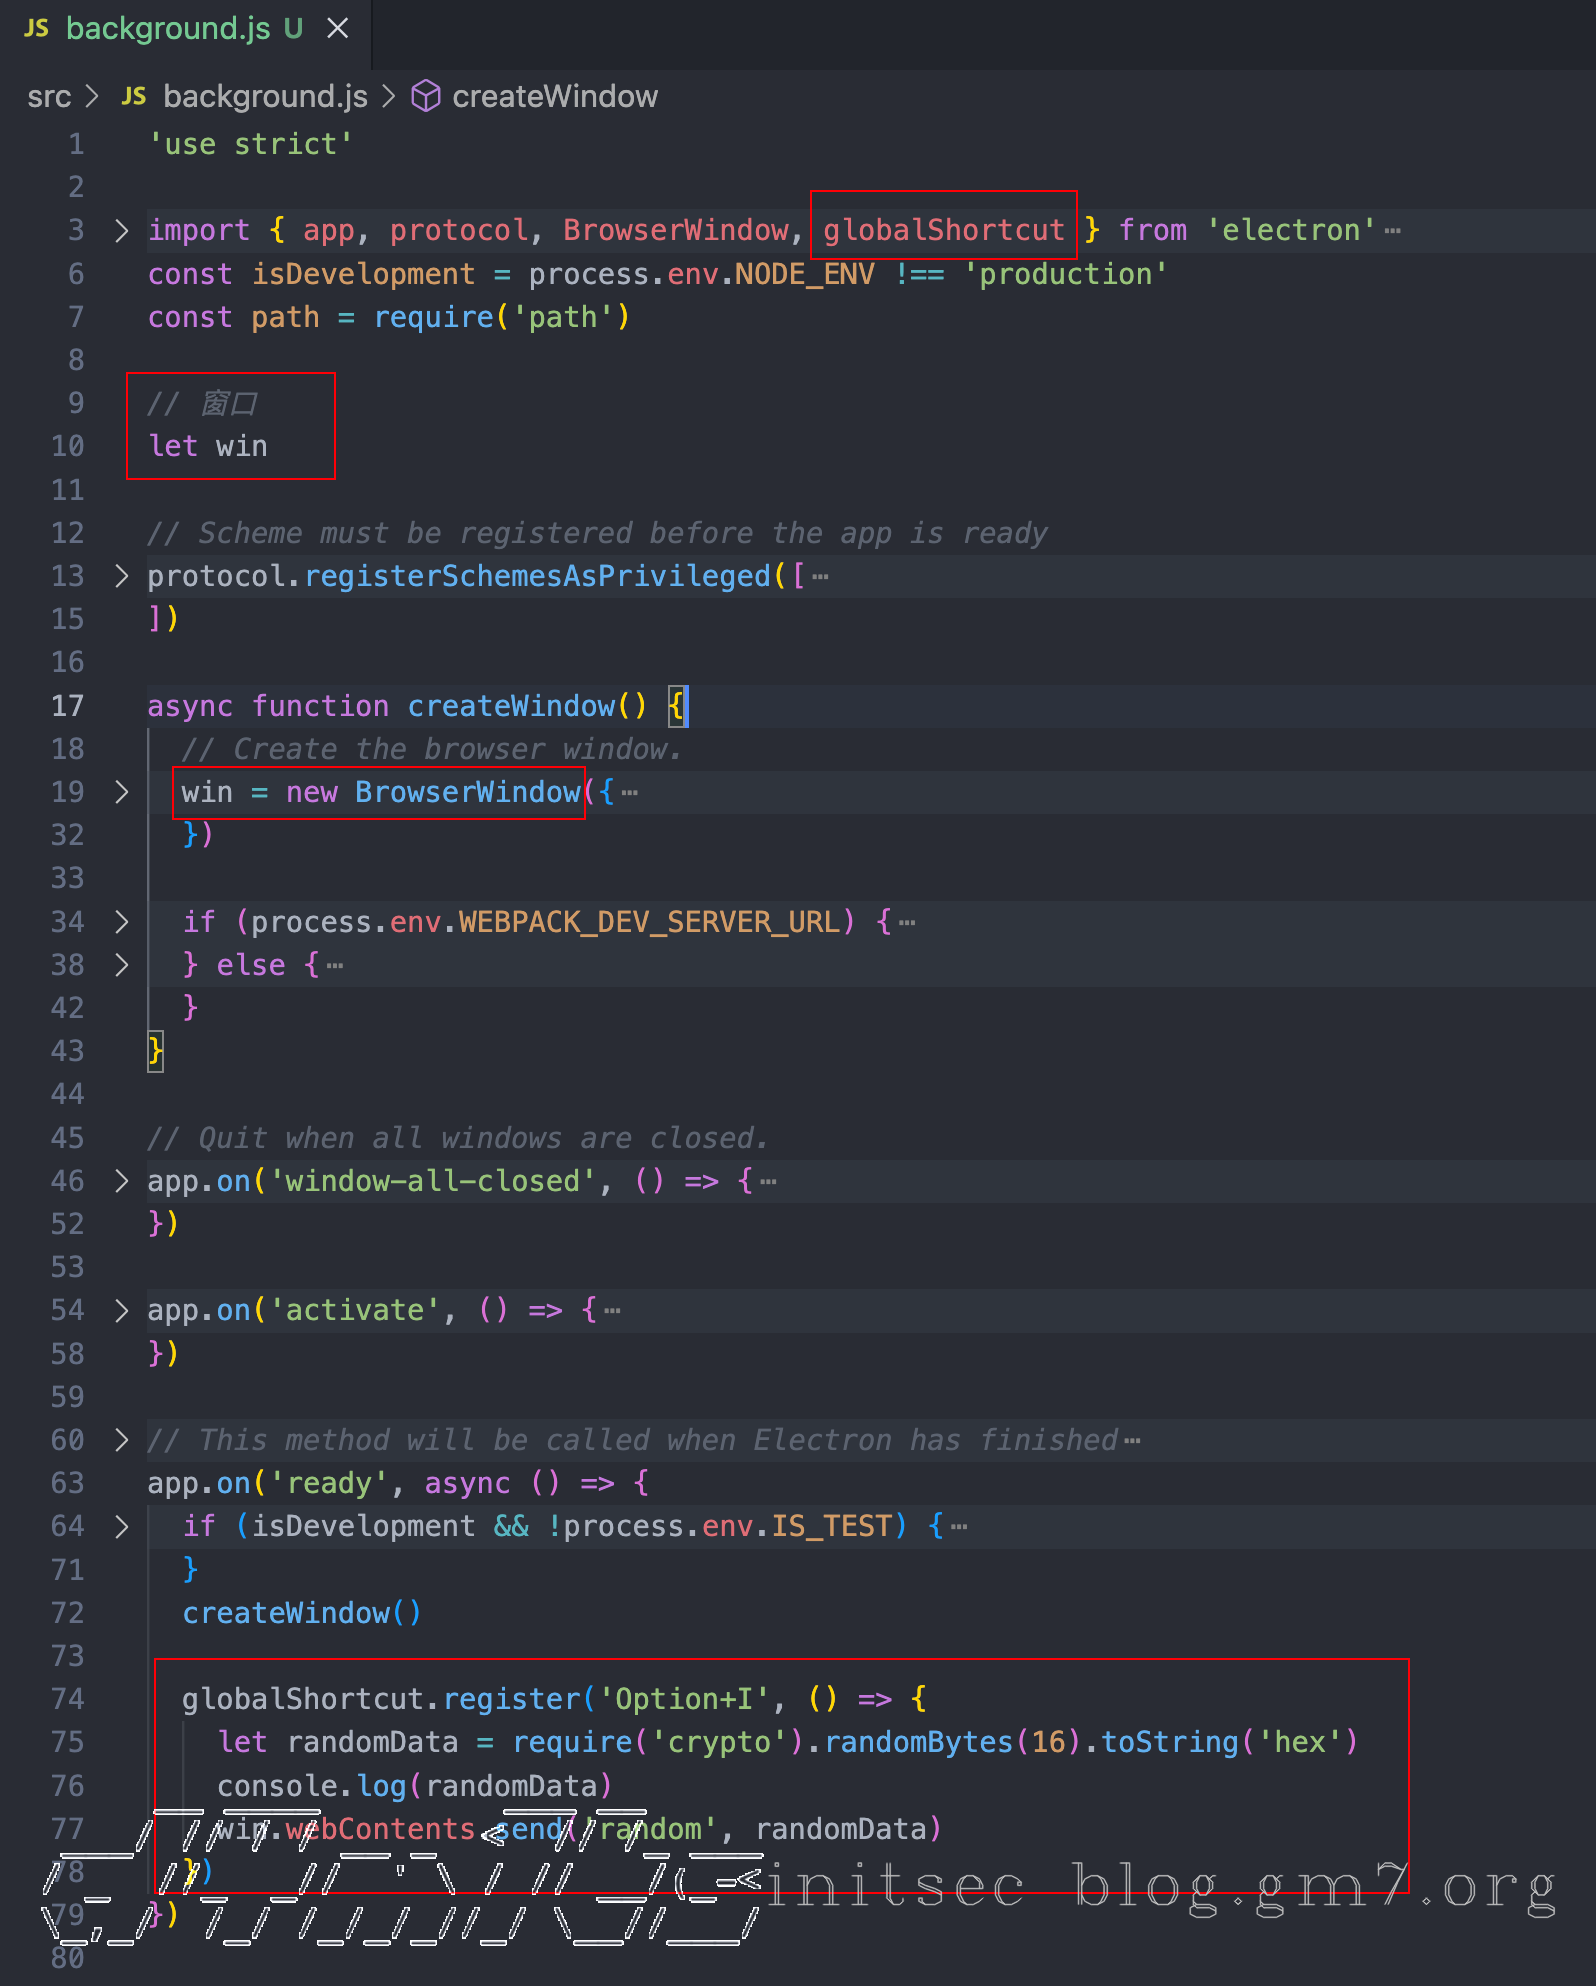 JS background.js U ×
src > JS background.js > createWindow
1 'use strict'
2
3 > import { app, protocol, BrowserWindow, globalShortcut } from 'electron'⋯
6 const isDevelopment = process.env.NODE_ENV !== 'production'
7 const path = require('path')
8
9 // 窗口
10 let win
11
12 // Scheme must be registered before the app is ready
13 > protocol.registerSchemesAsPrivileged([⋯
15 ])
16
17 async function createWindow() {
18 // Create the browser window.
19 > win = new BrowserWindow({⋯
32 })
33
34 > if (process.env.WEBPACK_DEV_SERVER_URL) {⋯
38 > } else {⋯
42 }
43 }
44
45 // Quit when all windows are closed.
46 > app.on('window-all-closed', () => {⋯
52 })
53
54 > app.on('activate', () => {⋯
58 })
59
60 > // This method will be called when Electron has finished⋯
63 app.on('ready', async () => {
64 > if (isDevelopment && !process.env.IS_TEST) {⋯
71 }
72 createWindow()
73
74 globalShortcut.register('Option+I', () => {
75 let randomData = require('crypto').randomBytes(16).toString('hex')
76 console.log(randomData)
77 win.webContents.send('random', randomData)
78 })
79 })
80
initsec blog.gm7.org